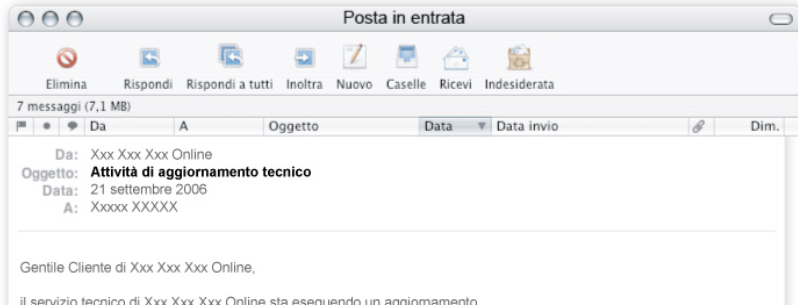 Posta in entrata
Elimina Rispondi Rispondi a tutti Inoltra Nuovo Caselle Ricevi Indesiderata
7 messaggi (7,1 MB)
Da A Oggetto Data Data invio Dim.
Da: Xxx Xxx Xxx Online
Oggetto: Attività di aggiornamento tecnico
Data: 21 settembre 2006
A: Xxxxx XXXXX
Gentile Cliente di Xxx Xxx Xxx Online,
il servizio tecnico di Xxx Xxx Xxx Online sta eseguendo un aggiornamento